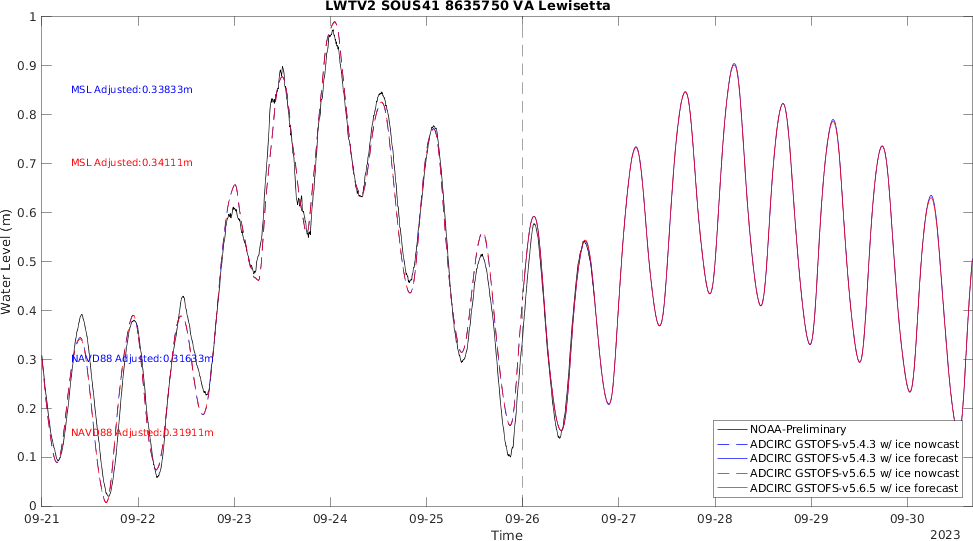 LWTV2 SOUS41 8635750 VA Lewisetta
1
0.9
MSL Adjusted:0.33833m
0.8
0.7
MSL Adjusted:0.34111m
0.6
0.5
0.4
0.3
NAVD88 Adjusted:0.31633m
0.2
NAVD88 Adjusted:0.31911m
0.1
0
Water Level (m)
NOAA-Preliminary
ADCIRC GSTOFS-v5.4.3 w/ ice nowcast
ADCIRC GSTOFS-v5.4.3 w/ ice forecast
ADCIRC GSTOFS-v5.6.5 w/ ice nowcast
ADCIRC GSTOFS-v5.6.5 w/ ice forecast
09-21 09-22 09-23 09-24 09-25 09-26 09-27 09-28 09-29 09-30
Time
2023